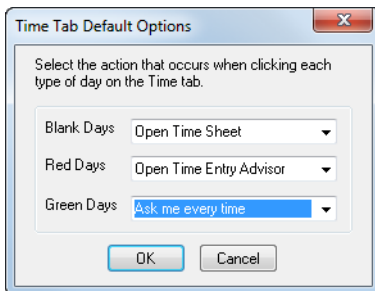 Time Tab Default Options
Select the action that occurs when clicking each
type of day on the Time tab.
Blank Days Open Time Sheet
Red Days Open Time Entry Advisor
Green Days Ask me every time
OK Cancel